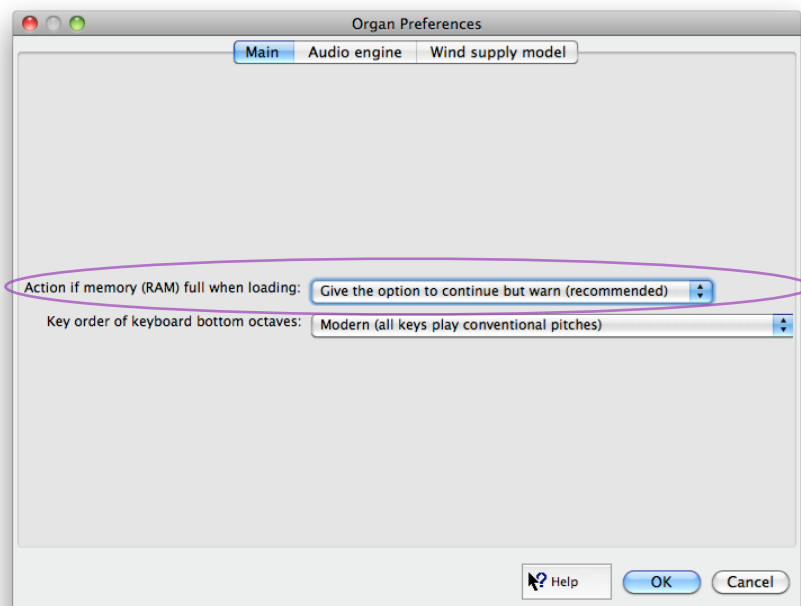 Organ Preferences
Main Audio engine Wind supply model
Action if memory (RAM) full when loading: Give the option to continue but warn (recommended)
Key order of keyboard bottom octaves: Modern (all keys play conventional pitches)
? Help OK Cancel